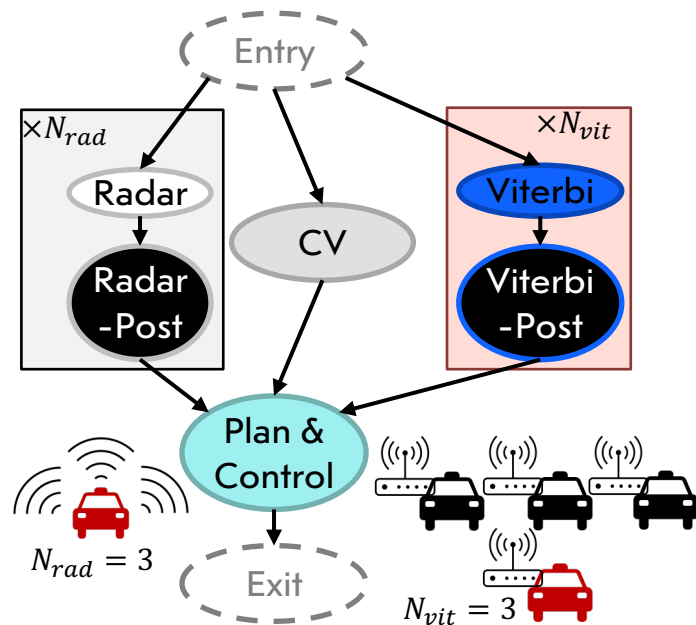 Entry
×N_rad
×N_vit
Radar
Viterbi
CV
Radar
-Post
Viterbi
-Post
Plan &
Control
N_rad = 3
Exit
N_vit = 3